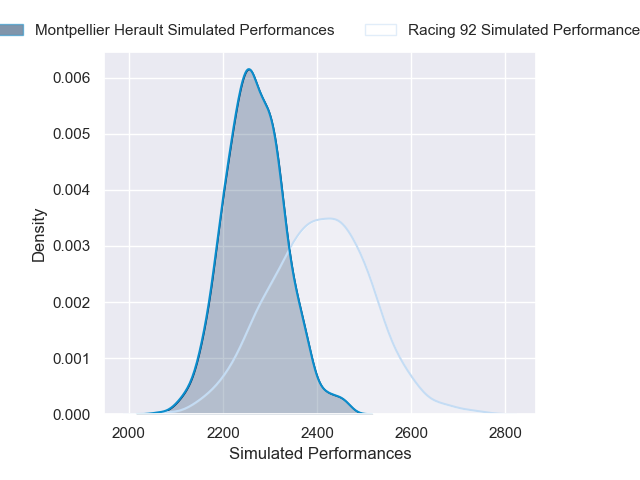 Montpellier Herault Simulated Performances Racing 92 Simulated Performance
0.006
0.005
0.004
0.003
0.002
0.001
0.000
Density
2000 2200 2400 2600 2800
Simulated Performances